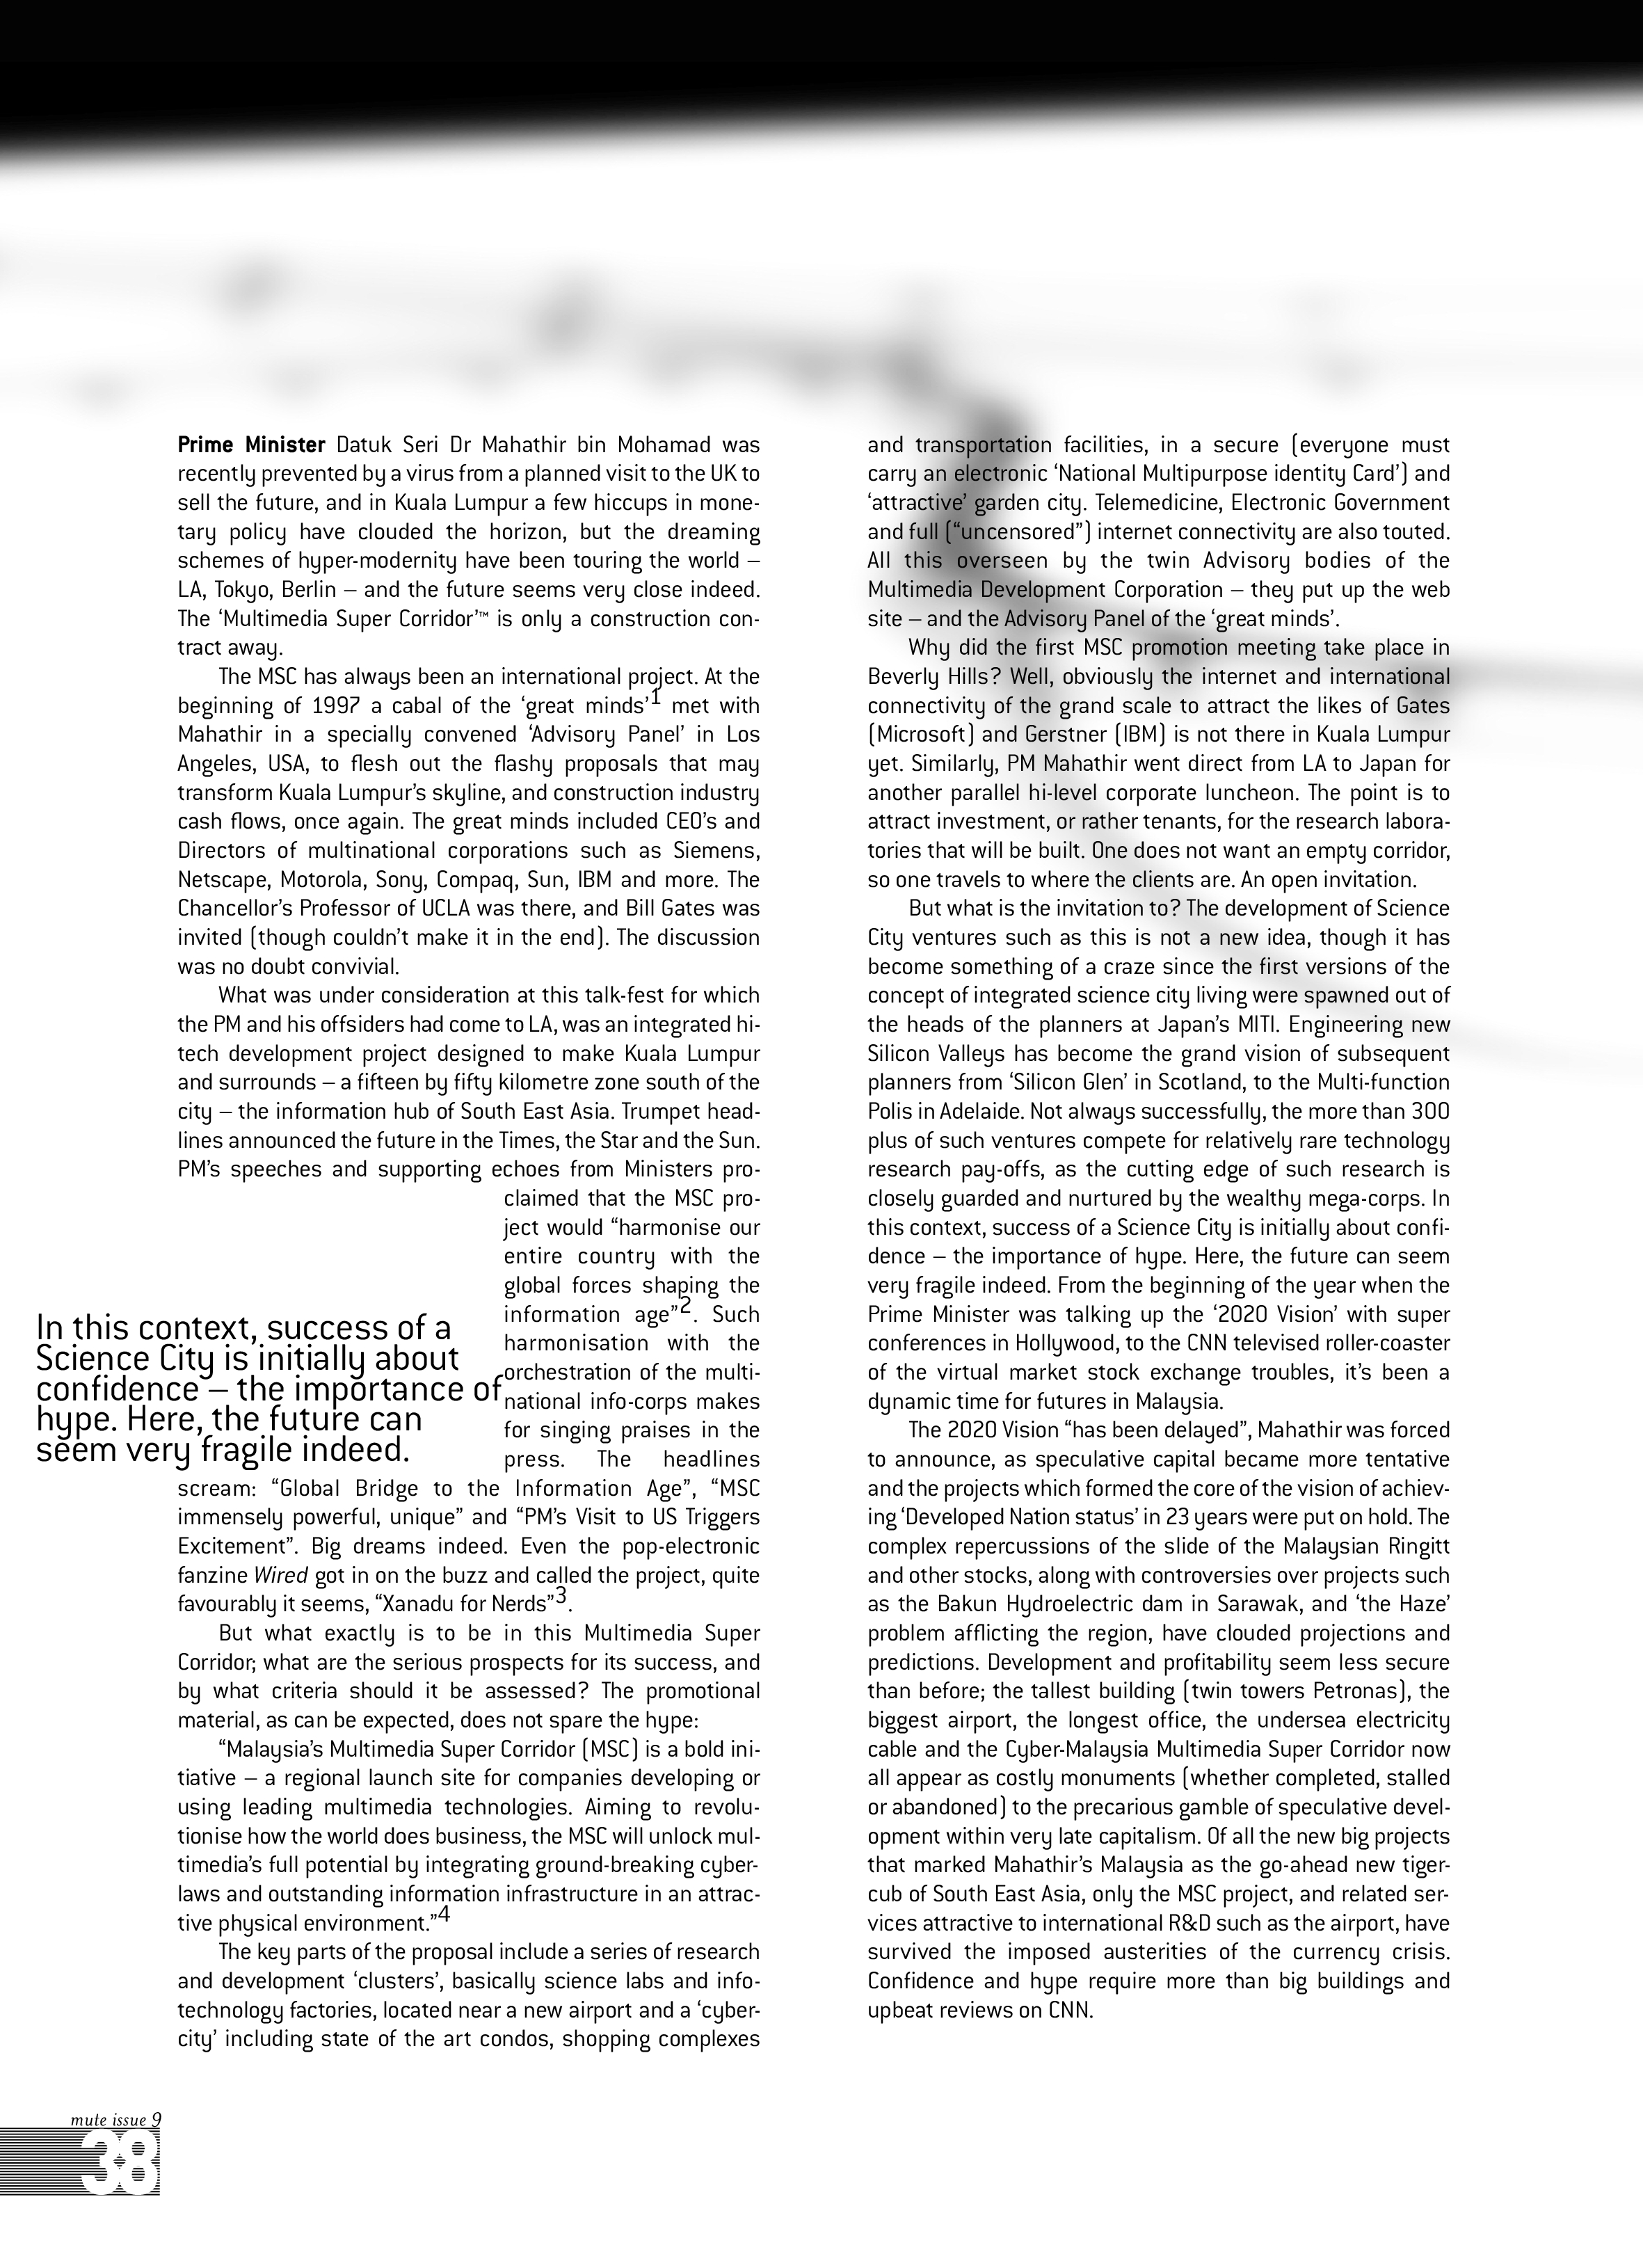 Prime Minister Datuk Seri Dr Mahathir bin Mohamad was
recently prevented by a virus from a planned visit to the UK to
sell the future, and in Kuala Lumpur a few hiccups in mone-
tary policy have clouded the horizon, but the dreaming
schemes of hyper-modernity have been touring the world –
LA, Tokyo, Berlin – and the future seems very close indeed.
The ‘Multimedia Super Corridor’™ is only a construction con-
tract away.
The MSC has always been an international project. At the
beginning of 1997 a cabal of the ‘great minds’1 met with
Mahathir in a specially convened ‘Advisory Panel’ in Los
Angeles, USA, to flesh out the flashy proposals that may
transform Kuala Lumpur’s skyline, and construction industry
cash flows, once again. The great minds included CEO’s and
Directors of multinational corporations such as Siemens,
Netscape, Motorola, Sony, Compaq, Sun, IBM and more. The
Chancellor’s Professor of UCLA was there, and Bill Gates was
invited (though couldn’t make it in the end). The discussion
was no doubt convivial.
What was under consideration at this talk-fest for which
the PM and his offsiders had come to LA, was an integrated hi-
tech development project designed to make Kuala Lumpur
and surrounds – a fifteen by fifty kilometre zone south of the
city – the information hub of South East Asia. Trumpet head-
lines announced the future in the Times, the Star and the Sun.
PM’s speeches and supporting echoes from Ministers pro-
claimed that the MSC pro-
ject would “harmonise our
entire country with the
global forces shaping the
information age”2. Such
harmonisation with the
orchestration of the multi-
national info-corps makes
for singing praises in the
press. The headlines
scream: “Global Bridge to the Information Age”, “MSC
immensely powerful, unique” and “PM’s Visit to US Triggers
Excitement”. Big dreams indeed. Even the pop-electronic
fanzine Wired got in on the buzz and called the project, quite
favourably it seems, “Xanadu for Nerds”3.
But what exactly is to be in this Multimedia Super
Corridor; what are the serious prospects for its success, and
by what criteria should it be assessed? The promotional
material, as can be expected, does not spare the hype:
“Malaysia’s Multimedia Super Corridor (MSC) is a bold ini-
tiative – a regional launch site for companies developing or
using leading multimedia technologies. Aiming to revolu-
tionise how the world does business, the MSC will unlock mul-
timedia’s full potential by integrating ground-breaking cyber-
laws and outstanding information infrastructure in an attrac-
tive physical environment.”4
The key parts of the proposal include a series of research
and development ‘clusters’, basically science labs and info-
technology factories, located near a new airport and a ‘cyber-
city’ including state of the art condos, shopping complexes
In this context, success of a
Science City is initially about
confidence – the importance of
hype. Here, the future can
seem very fragile indeed.
and transportation facilities, in a secure (everyone must
carry an electronic ‘National Multipurpose identity Card’) and
‘attractive’ garden city. Telemedicine, Electronic Government
and full (“uncensored”) internet connectivity are also touted.
All this overseen by the twin Advisory bodies of the
Multimedia Development Corporation – they put up the web
site – and the Advisory Panel of the ‘great minds’.
Why did the first MSC promotion meeting take place in
Beverly Hills? Well, obviously the internet and international
connectivity of the grand scale to attract the likes of Gates
(Microsoft) and Gerstner (IBM) is not there in Kuala Lumpur
yet. Similarly, PM Mahathir went direct from LA to Japan for
another parallel hi-level corporate luncheon. The point is to
attract investment, or rather tenants, for the research labora-
tories that will be built. One does not want an empty corridor,
so one travels to where the clients are. An open invitation.
But what is the invitation to? The development of Science
City ventures such as this is not a new idea, though it has
become something of a craze since the first versions of the
concept of integrated science city living were spawned out of
the heads of the planners at Japan’s MITI. Engineering new
Silicon Valleys has become the grand vision of subsequent
planners from ‘Silicon Glen’ in Scotland, to the Multi-function
Polis in Adelaide. Not always successfully, the more than 300
plus of such ventures compete for relatively rare technology
research pay-offs, as the cutting edge of such research is
closely guarded and nurtured by the wealthy mega-corps. In
this context, success of a Science City is initially about confi-
dence – the importance of hype. Here, the future can seem
very fragile indeed. From the beginning of the year when the
Prime Minister was talking up the ‘2020 Vision’ with super
conferences in Hollywood, to the CNN televised roller-coaster
of the virtual market stock exchange troubles, it’s been a
dynamic time for futures in Malaysia.
The 2020 Vision “has been delayed”, Mahathir was forced
to announce, as speculative capital became more tentative
and the projects which formed the core of the vision of achiev-
ing ‘Developed Nation status’ in 23 years were put on hold. The
complex repercussions of the slide of the Malaysian Ringitt
and other stocks, along with controversies over projects such
as the Bakun Hydroelectric dam in Sarawak, and ‘the Haze’
problem afflicting the region, have clouded projections and
predictions. Development and profitability seem less secure
than before; the tallest building (twin towers Petronas), the
biggest airport, the longest office, the undersea electricity
cable and the Cyber-Malaysia Multimedia Super Corridor now
all appear as costly monuments (whether completed, stalled
or abandoned) to the precarious gamble of speculative devel-
opment within very late capitalism. Of all the new big projects
that marked Mahathir’s Malaysia as the go-ahead new tiger-
cub of South East Asia, only the MSC project, and related ser-
vices attractive to international R&D such as the airport, have
survived the imposed austerities of the currency crisis.
Confidence and hype require more than big buildings and
upbeat reviews on CNN.
mute issue 9
38